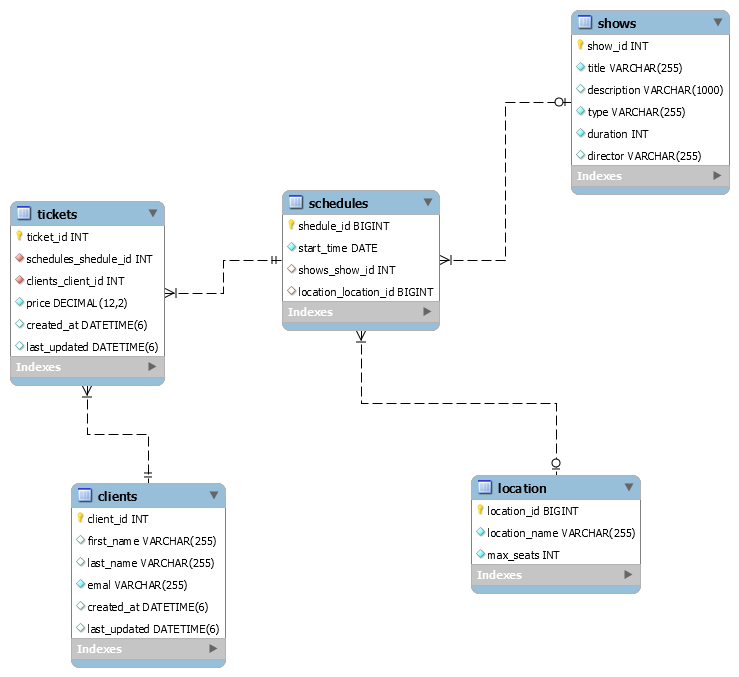 shows
show_id INT
title VARCHAR(255)
description VARCHAR(1000)
type VARCHAR(255)
duration INT
director VARCHAR(255)
Indexes
schedules
shedule_id BIGINT
start_time DATE
shows_show_id INT
location_location_id BIGINT
Indexes
tickets
ticket_id INT
schedules_shedule_id INT
clients_client_id INT
price DECIMAL(12,2)
created_at DATETIME(6)
last_updated DATETIME(6)
Indexes
clients
client_id INT
first_name VARCHAR(255)
last_name VARCHAR(255)
emal VARCHAR(255)
created_at DATETIME(6)
last_updated DATETIME(6)
Indexes
location
location_id BIGINT
location_name VARCHAR(255)
max_seats INT
Indexes